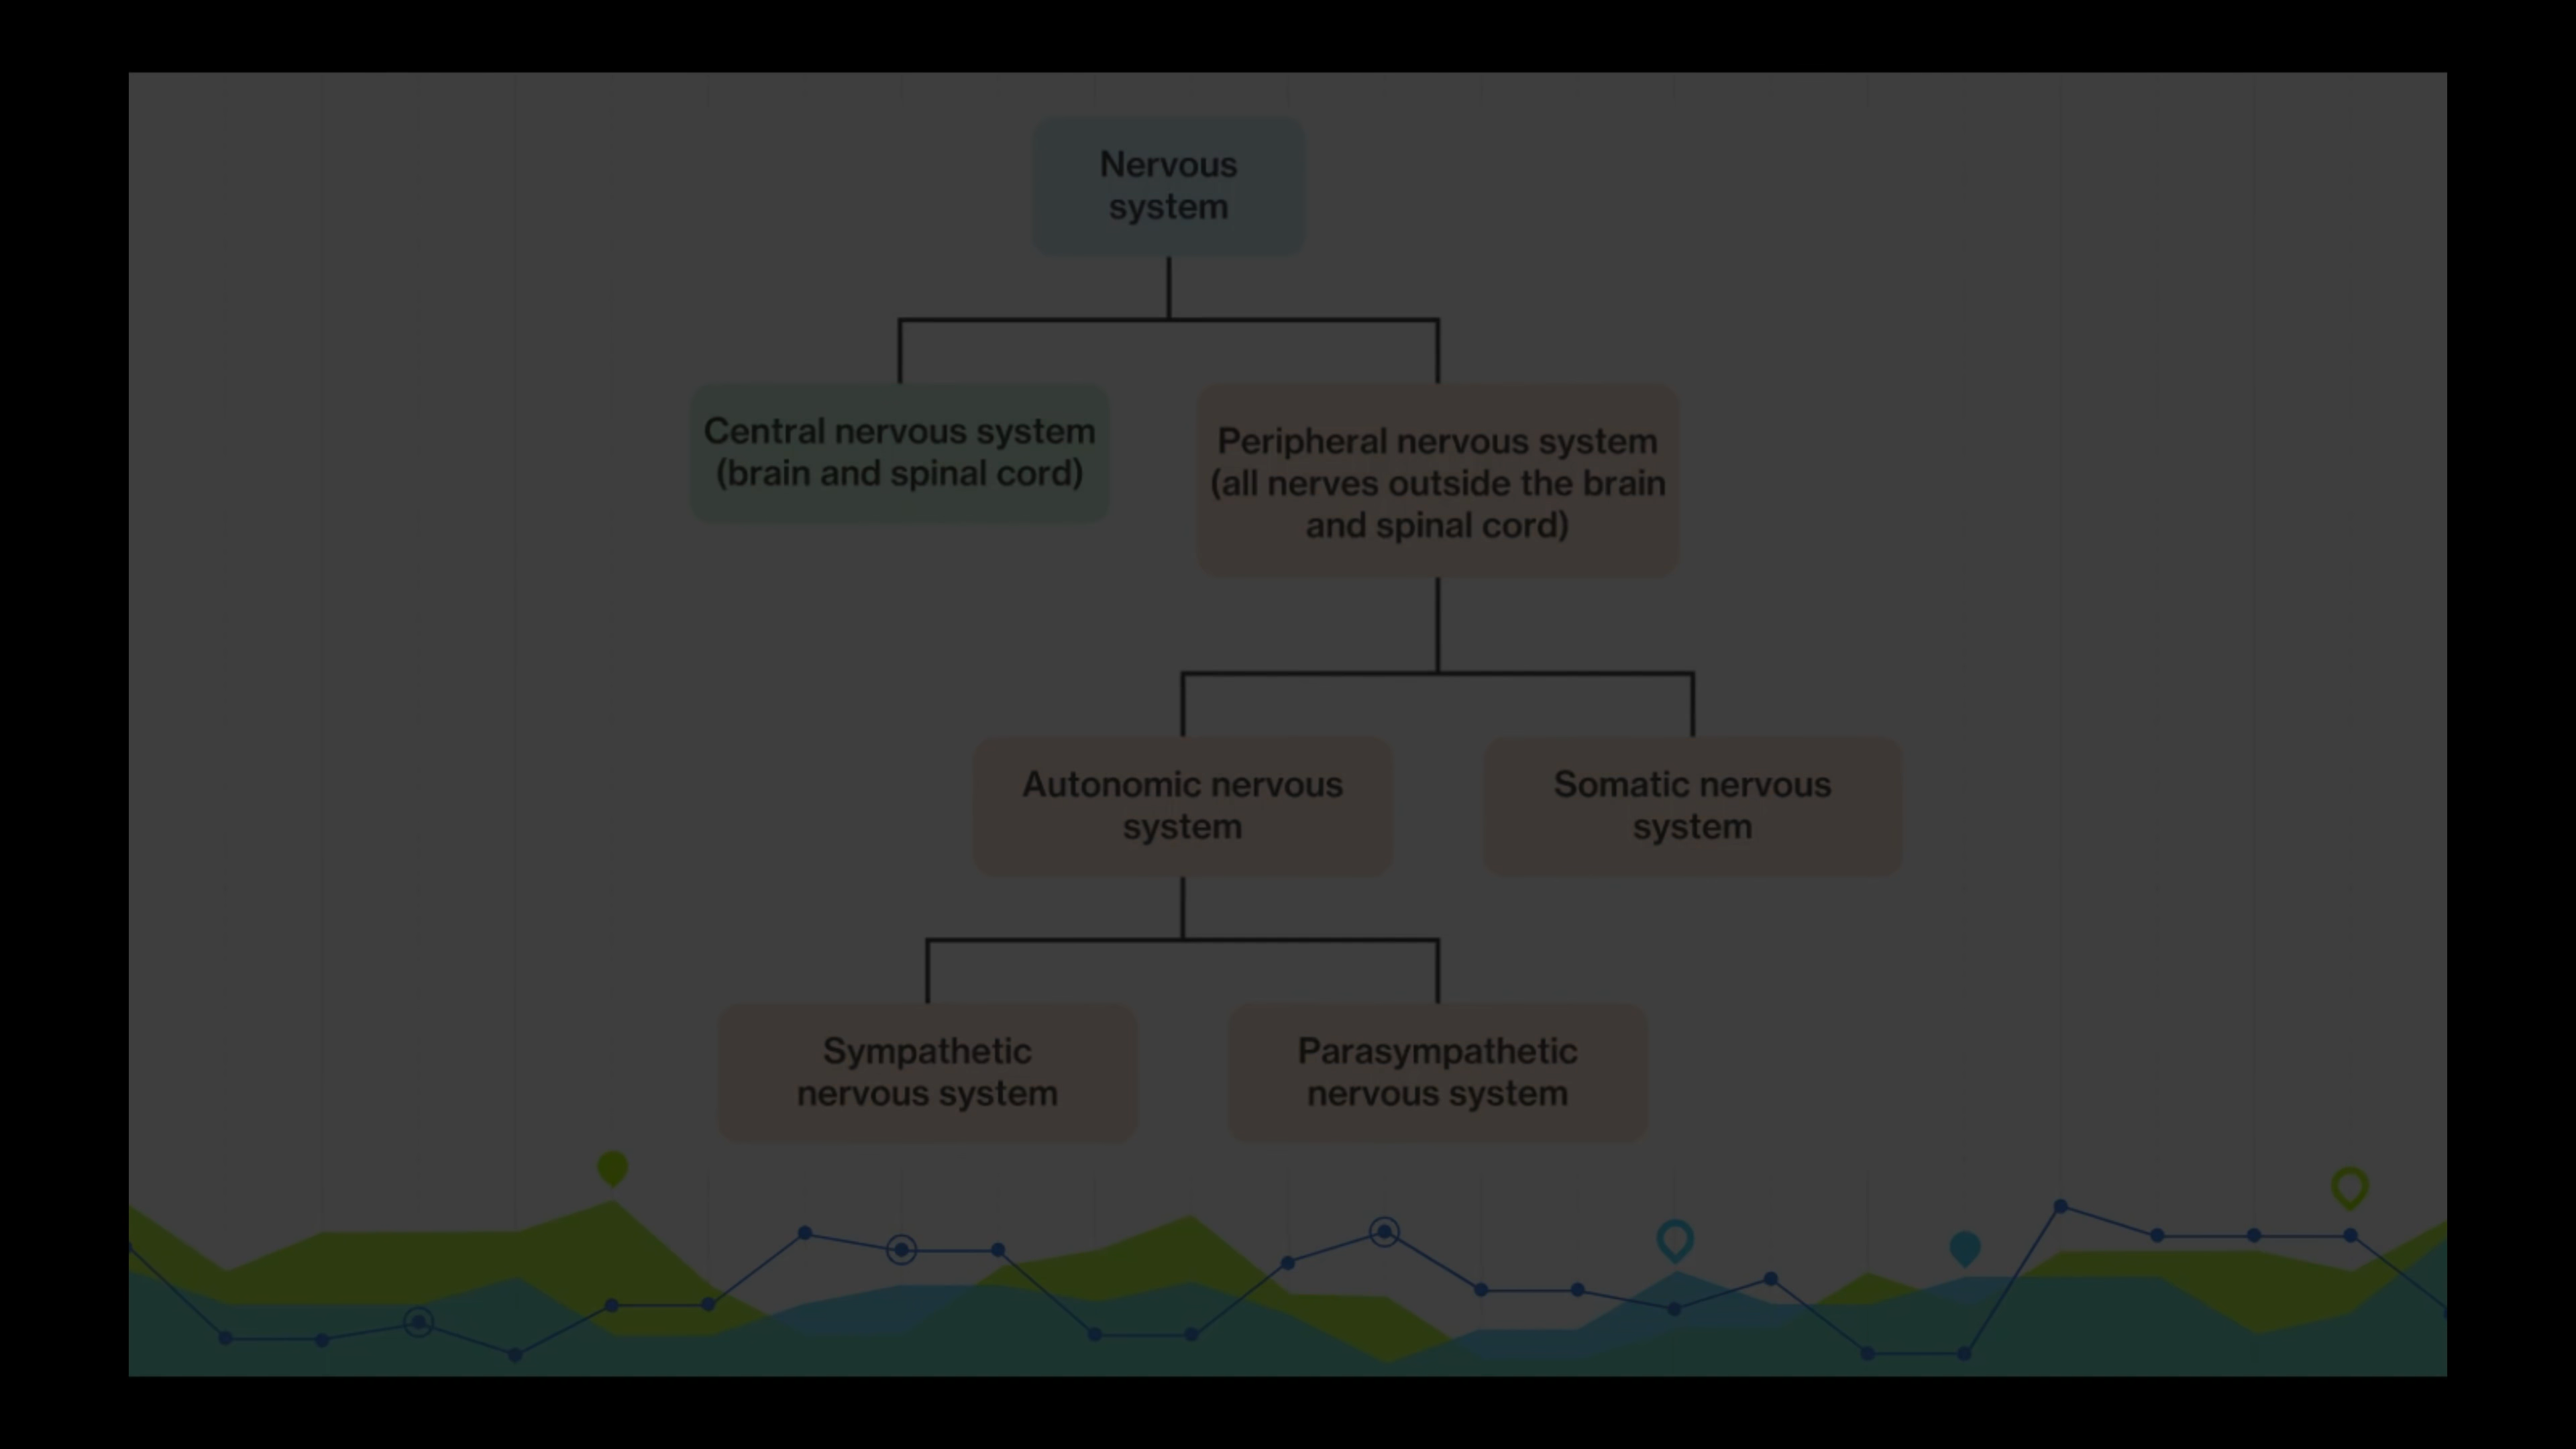 Nervous
system
Central nervous system
(brain and spinal cord)
Peripheral nervous system
(all nerves outside the brain
and spinal cord)
Autonomic nervous
system
Somatic nervous
system
Sympathetic
nervous system
Parasympathetic
nervous system